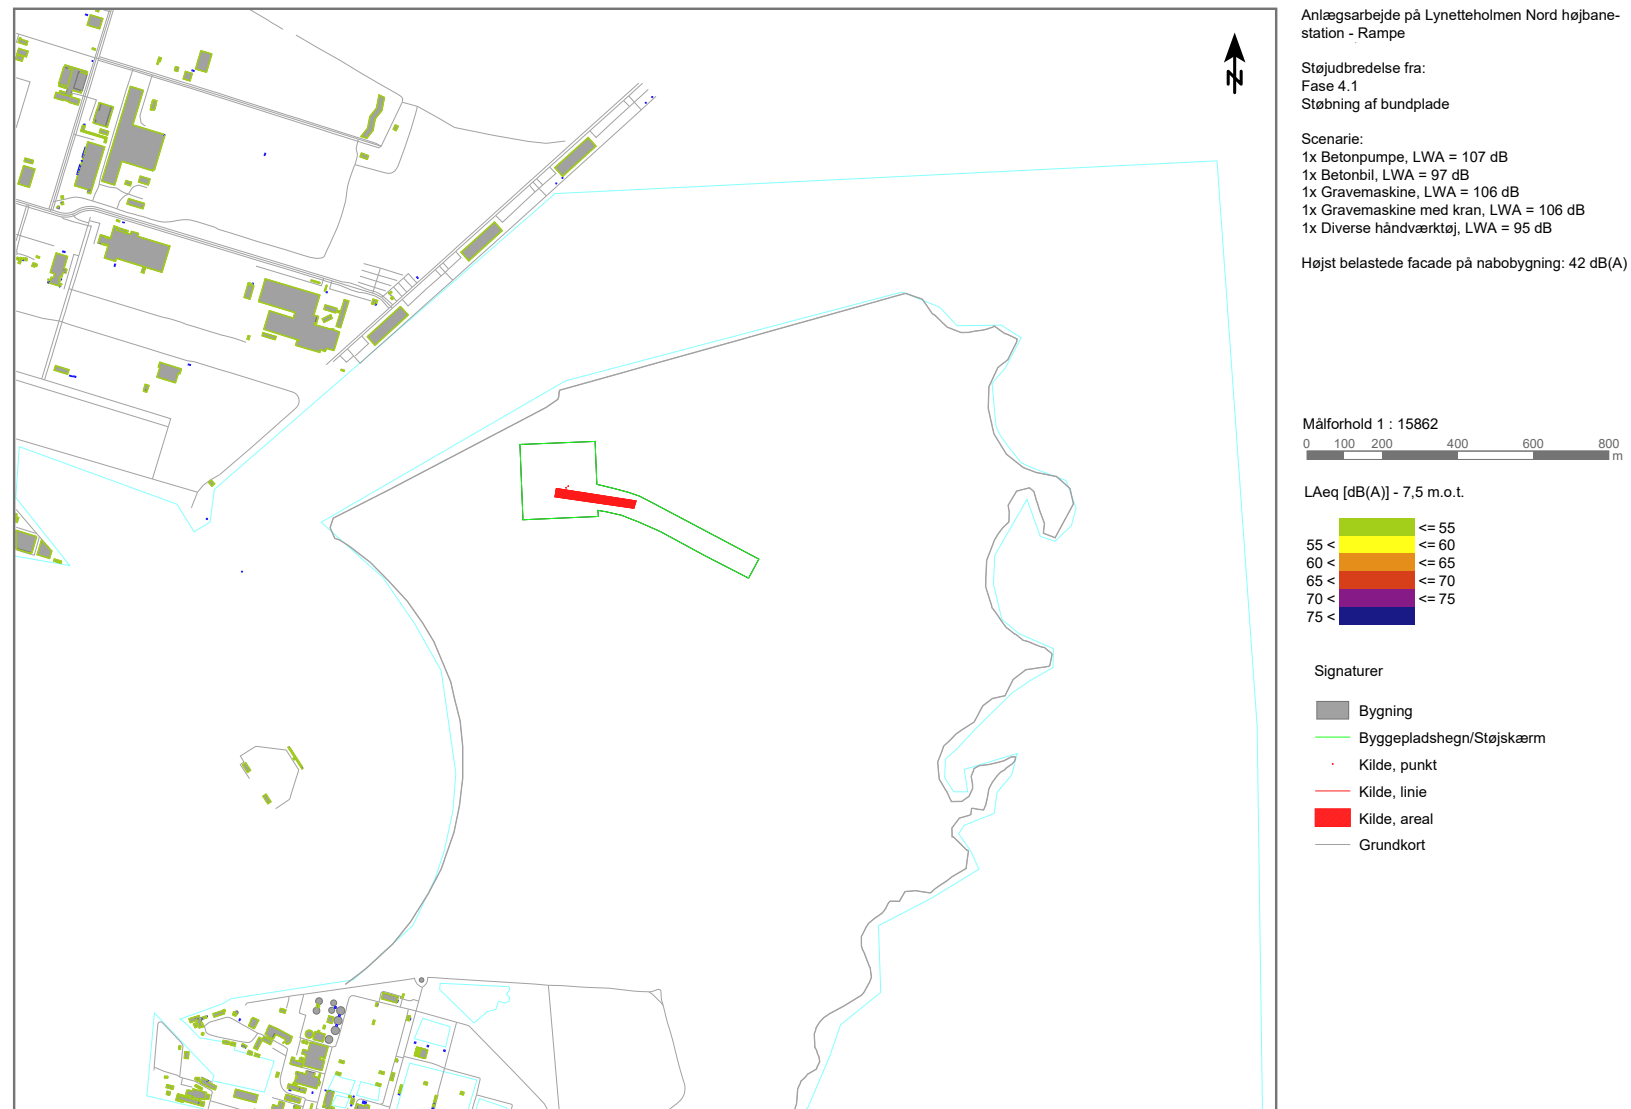 Anlægsarbejde på Lynetteholmen Nord højbane-
station - Rampe
Støjudbredelse fra:
Fase 4.1
Støbning af bundplade
Scenarie:
1x Betonpumpe, LWA = 107 dB
1x Betonbil, LWA = 97 dB
1x Gravemaskine, LWA = 106 dB
1x Gravemaskine med kran, LWA = 106 dB
1x Diverse håndværktøj, LWA = 95 dB
Højst belastede facade på nabobygning: 42 dB(A)
N
Målforhold 1 : 15862
0 100 200 400 600 800
m
LAeq [dB(A)] - 7,5 m.o.t.
<= 55
55 < <= 60
60 < <= 65
65 < <= 70
70 < <= 75
75 <
Signaturer
Bygning
Byggepladshegn/Støjskærm
Kilde, punkt
Kilde, linie
Kilde, areal
Grundkort